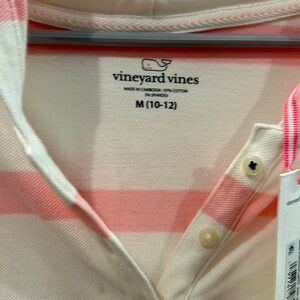 vineyard vines
MADE IN CAMBODIA · 97% COTTON
3% SPANDEX
M (10-12)